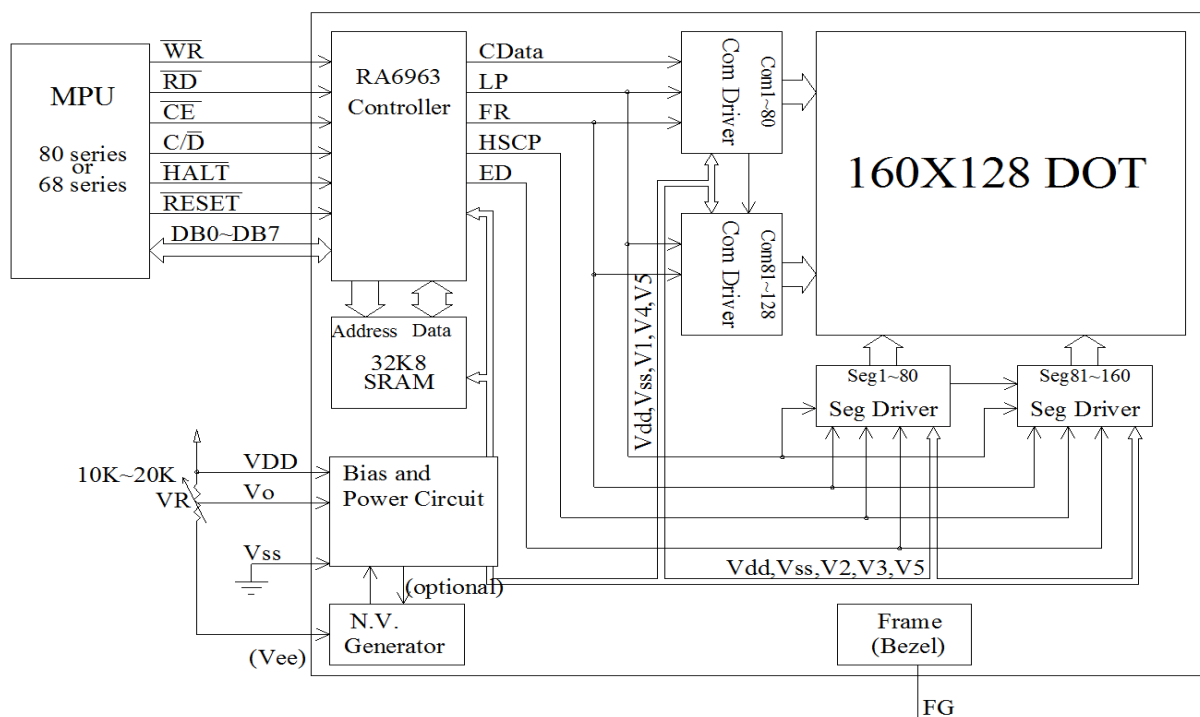 MPU
80 series
or
68 series
WR
RD
CE
C/D
HALT
RESET
DB0~DB7
RA6963
Controller
CData
LP
FR
HSCP
ED
Address Data
32K8
SRAM
Com Driver
Com1~80
Com Driver
Com81~128
160X128 DOT
Vdd,Vss,V1,V4,V5
Seg1~80
Seg Driver
Seg81~160
Seg Driver
10K~20K
VR
VDD
Vo
Vss
Bias and
Power Circuit
(optional)
Vdd,Vss,V2,V3,V5
N.V.
Generator
(Vee)
Frame
(Bezel)
FG